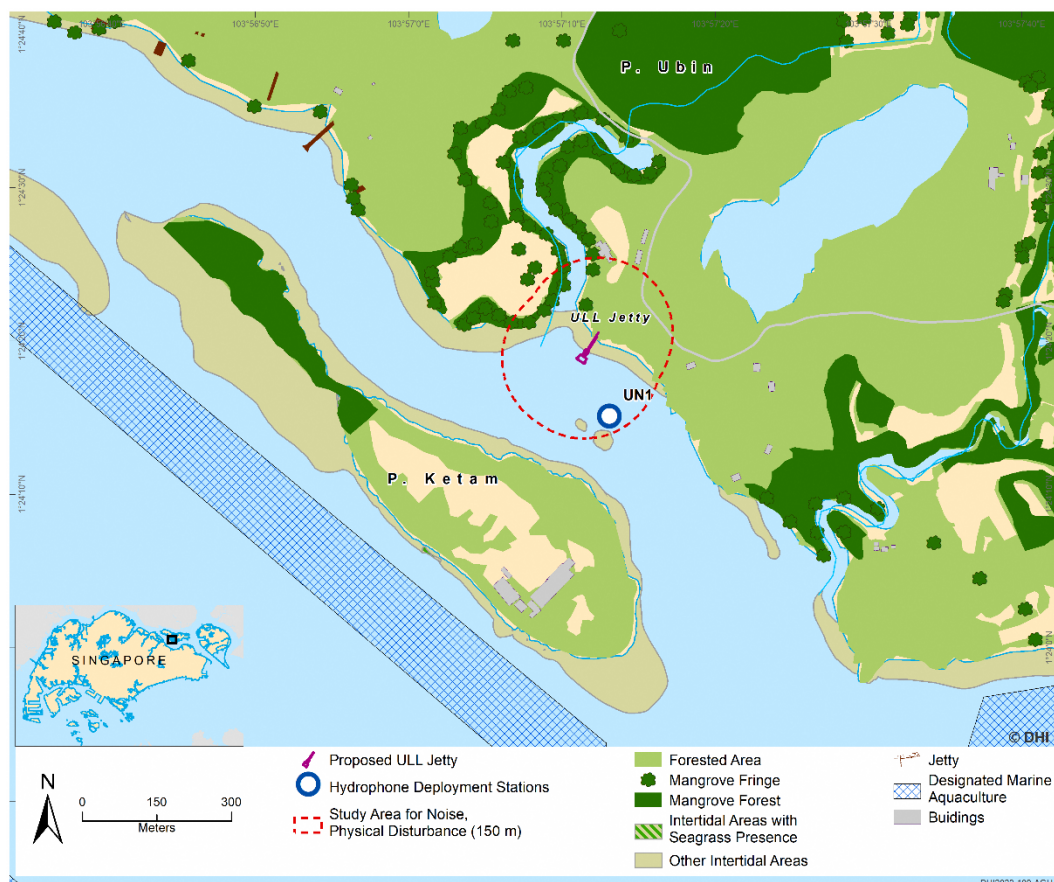 103°56'50"E
103°57'0"E
103°57'10"E
103°57'20"E
103°57'30"E
103°57'40"E
1°24'40"N
P. Ubin
1°24'30"N
ULL Jetty
UN1
P. Ketam
1°24'10"N
SINGAPORE
© DHI
N
0 150 300
Meters
Proposed ULL Jetty
Hydrophone Deployment Stations
Study Area for Noise,
Physical Disturbance (150 m)
Forested Area
Mangrove Fringe
Mangrove Forest
Intertidal Areas with
Seagrass Presence
Other Intertidal Areas
Jetty
Designated Marine
Aquaculture
Buidings